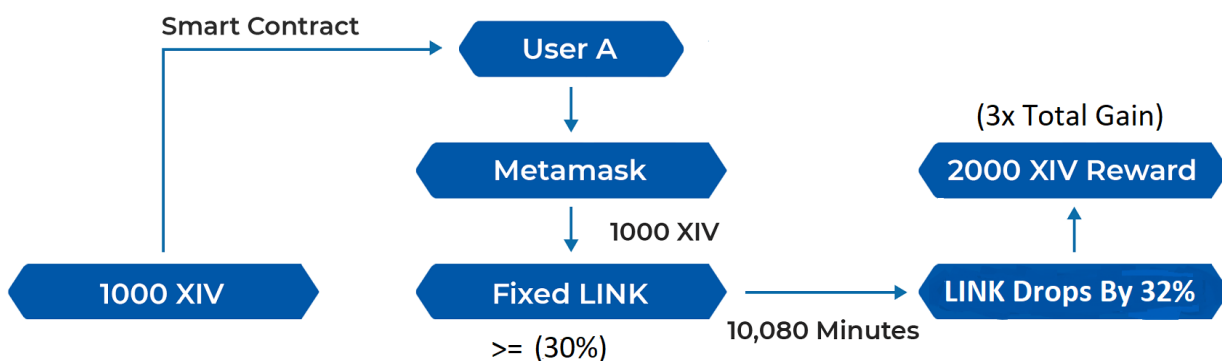 Smart Contract
User A
(3x Total Gain)
Metamask
2000 XIV Reward
1000 XIV
1000 XIV
Fixed LINK
LINK Drops By 32%
10,080 Minutes
>= (30%)